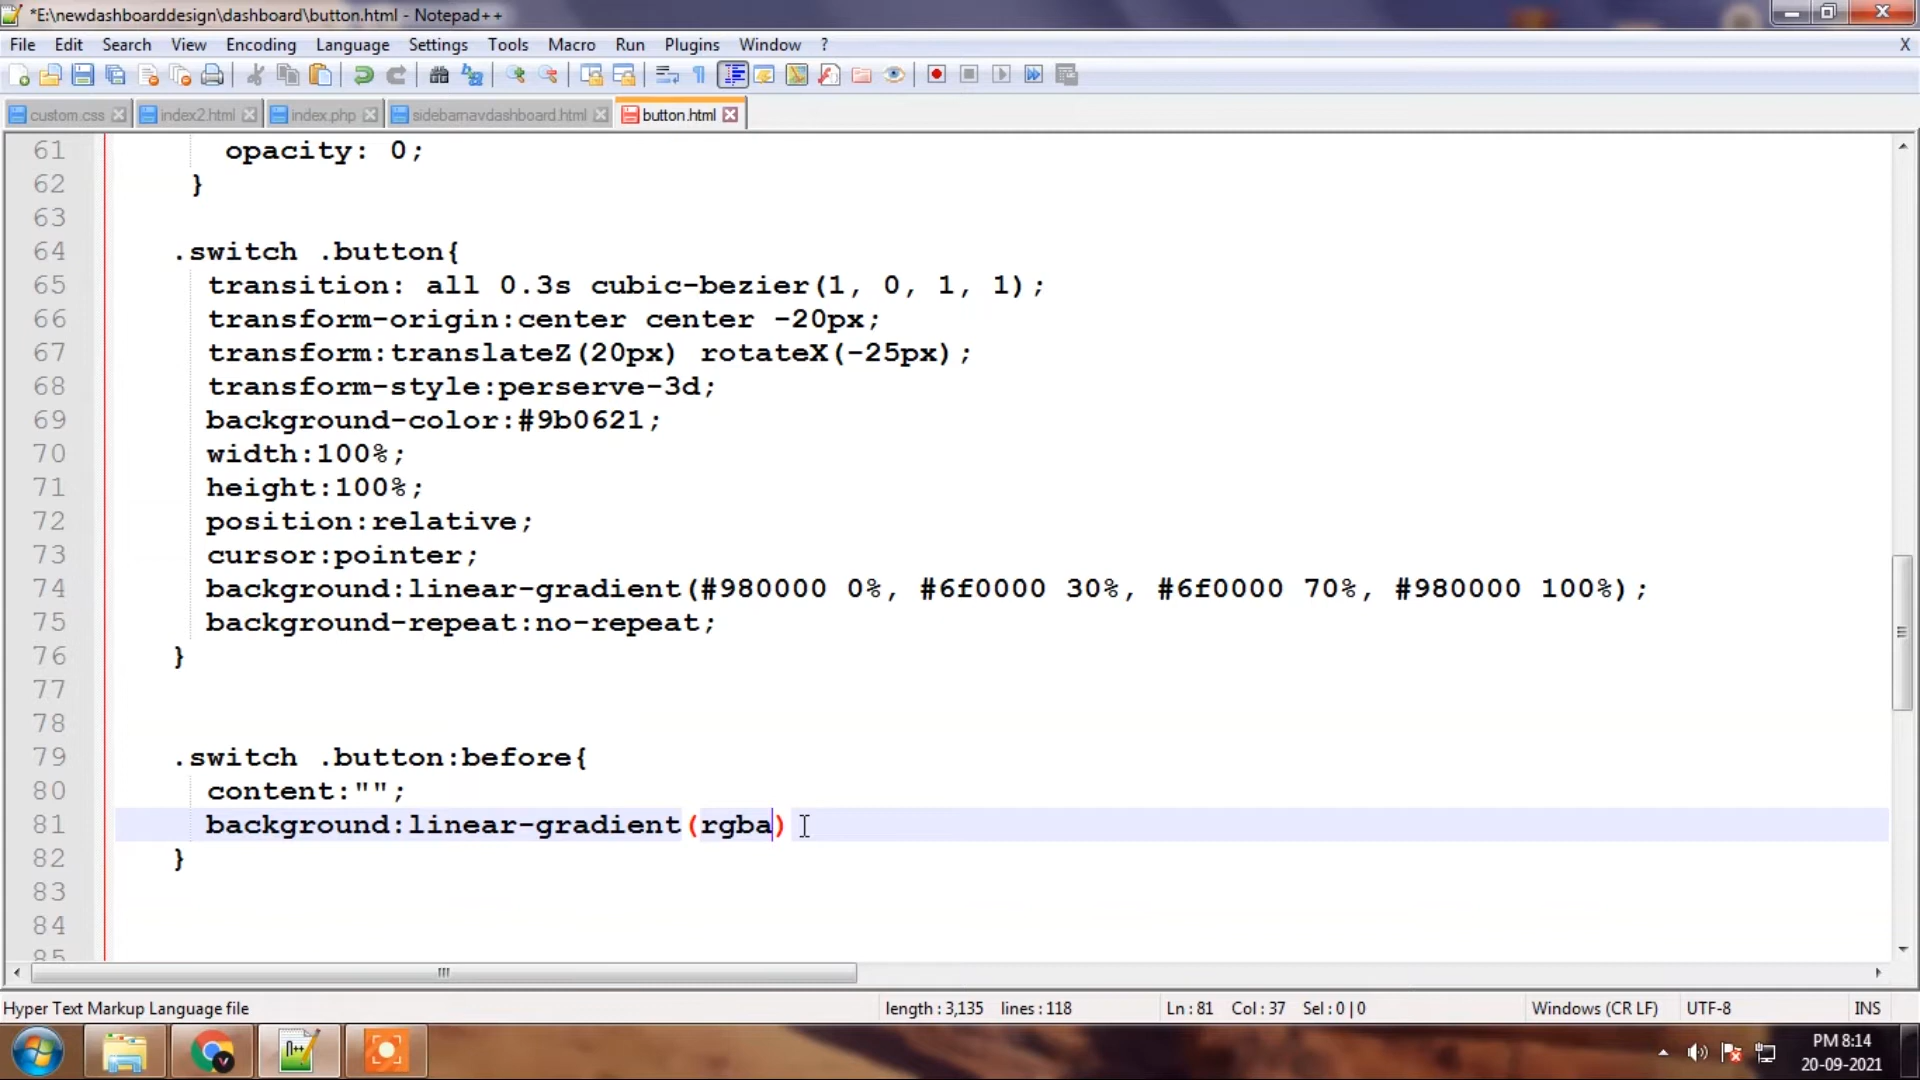 *E:\newdashboarddesign\dashboard\button.html - Notepad++
File Edit Search View Encoding Language Settings Tools Macro Run Plugins Window ? X
custom.css index2.html index.php sidebarnavdashboard.html button.html
61 opacity: 0;
62 }
63
64 .switch .button{
65 transition: all 0.3s cubic-bezier(1, 0, 1, 1);
66 transform-origin:center center -20px;
67 transform:translateZ(20px) rotateX(-25px);
68 transform-style:perserve-3d;
69 background-color:#9b0621;
70 width:100%;
71 height:100%;
72 position:relative;
73 cursor:pointer;
74 background:linear-gradient(#980000 0%, #6f0000 30%, #6f0000 70%, #980000 100%);
75 background-repeat:no-repeat;
76 }
77
78
79 .switch .button:before{
80 content:"";
81 background:linear-gradient(rgba)
82 }
83
84
85
Hyper Text Markup Language file length : 3,135 lines : 118 Ln : 81 Col : 37 Sel : 0 | 0 Windows (CR LF) UTF-8 INS
PM 8:14
20-09-2021